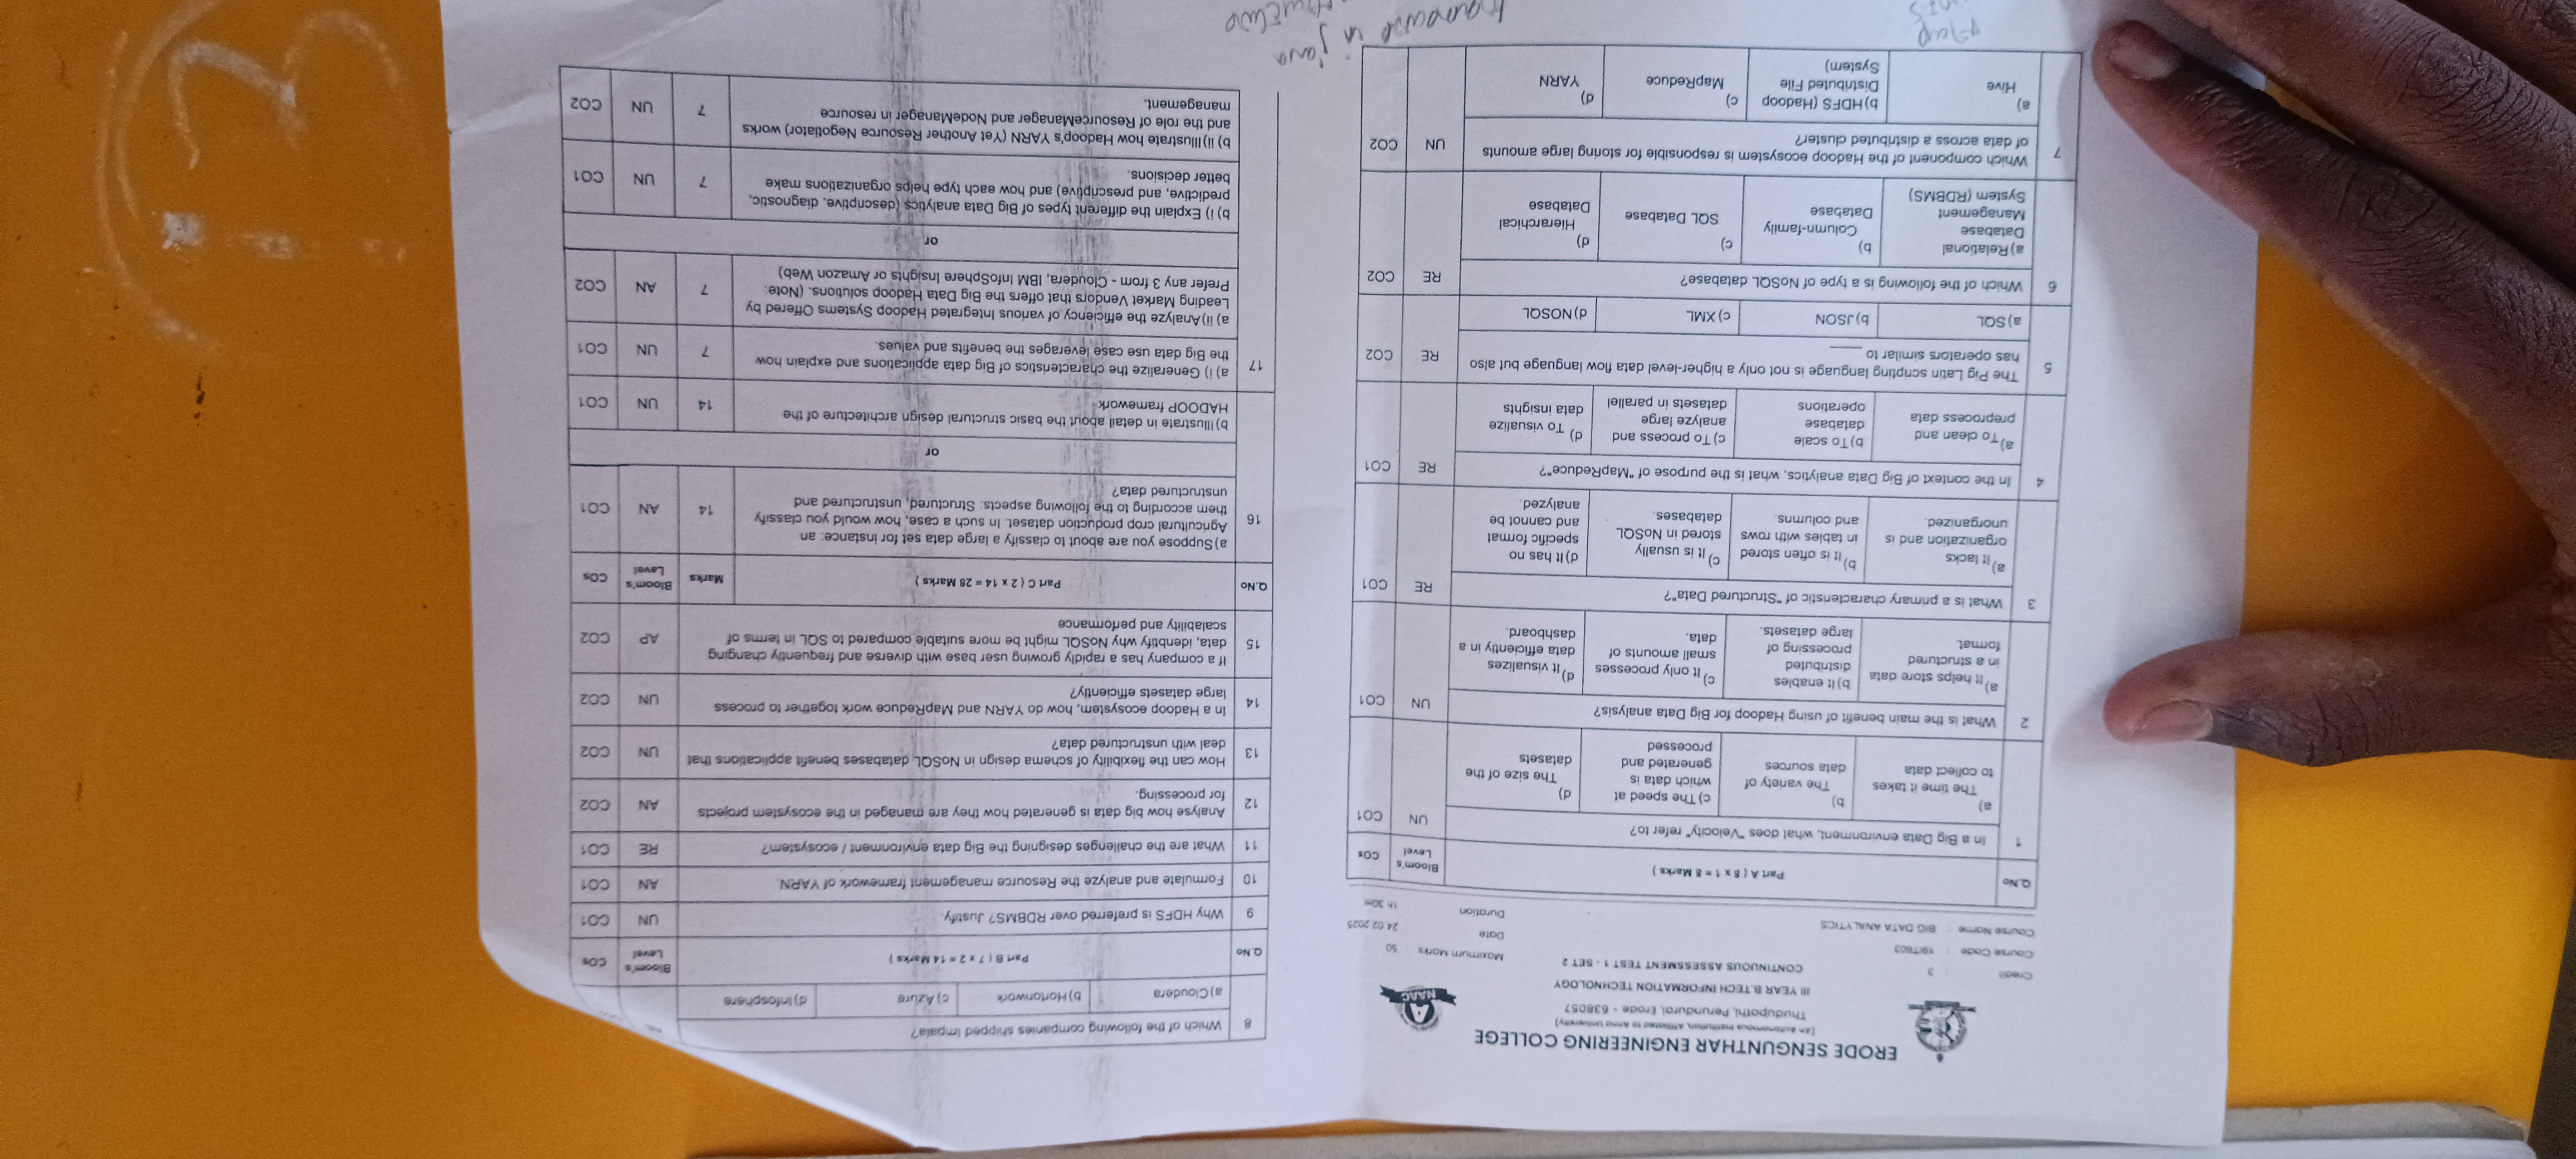 ERODE SENGUNTHAR ENGINEERING COLLEGE
(An Autonomous Institution, Affiliated to Anna University)
Thudupathi, Perundurai, Erode - 638057
III YEAR B.TECH INFORMATION TECHNOLOGY
CONTINUOUS ASSESSMENT TEST 1 - SET 2
NAAC
A
Credit : 3
Course Code : 19IT603
Course Name : BIG DATA ANALYTICS
Maximum Marks 50
Date 24 02 2025
Duration 1h 30m
Q.No Part A ( 8 x 1 = 8 Marks ) Bloom's Level COs
1 In a Big Data environment, what does "Velocity" refer to? UN CO1
a) The time it takes to collect data
b) The variety of data sources
c) The speed at which data is generated and processed
d) The size of the datasets
2 What is the main benefit of using Hadoop for Big Data analysis? UN CO1
a) It helps store data in a structured format.
b) It enables distributed processing of large datasets.
c) It only processes small amounts of data.
d) It visualizes data efficiently in a dashboard.
3 What is a primary characteristic of "Structured Data"? RE CO1
a) It lacks organization and is unorganized.
b) It is often stored in tables with rows and columns.
c) It is usually stored in NoSQL databases.
d) It has no specific format and cannot be analyzed.
4 In the context of Big Data analytics, what is the purpose of "MapReduce"? RE CO1
a) To clean and preprocess data
b) To scale database operations
c) To process and analyze large datasets in parallel
d) To visualize data insights
5 The Pig Latin scripting language is not only a higher-level data flow language but also
has operators similar to ____ RE CO2
a) SQL b) JSON c) XML d) NOSQL
6 Which of the following is a type of NoSQL database? RE CO2
a) Relational Database Management System (RDBMS)
b) Column-family Database
c) SQL Database
d) Hierarchical Database
7 Which component of the Hadoop ecosystem is responsible for storing large amounts
of data across a distributed cluster? UN CO2
a) Hive
b) HDFS (Hadoop Distributed File System)
c) MapReduce
d) YARN
Map
in java
8 Which of the following companies shipped Impala?
a) Cloudera b) Hortonwork c) Azure d) Infosphere
Q.No Part B ( 7 x 2 = 14 Marks ) Bloom's Level COs
9 Why HDFS is preferred over RDBMS? Justify. UN CO1
10 Formulate and analyze the Resource management framework of YARN. AN CO1
11 What are the challenges designing the Big data environment / ecosystem? RE CO1
12 Analyse how big data is generated how they are managed in the ecosystem projects
for processing. AN CO2
13 How can the flexibility of schema design in NoSQL databases benefit applications that
deal with unstructured data? UN CO2
14 In a Hadoop ecosystem, how do YARN and MapReduce work together to process
large datasets efficiently? UN CO2
15 If a company has a rapidly growing user base with diverse and frequently changing
data, identify why NoSQL might be more suitable compared to SQL in terms of
scalability and performance AP CO2
Q.No Part C ( 2 x 14 = 28 Marks ) Marks Bloom's Level COs
16 a) Suppose you are about to classify a large data set for instance: an
Agricultural crop production dataset. In such a case, how would you classify
them according to the following aspects. Structured, unstructured and
unstructured data? 14 AN CO1
or
b) Illustrate in detail about the basic structural design architecture of the
HADOOP framework 14 UN CO1
17 a) i) Generalize the characteristics of Big data applications and explain how
the Big data use case leverages the benefits and values. 7 UN CO1
a) ii)Analyze the efficiency of various Integrated Hadoop Systems Offered by
Leading Market Vendors that offers the Big Data Hadoop solutions. (Note:
Prefer any 3 from - Cloudera, IBM InfoSphere Insights or Amazon Web) 7 AN CO2
or
b) i) Explain the different types of Big Data analytics (descriptive, diagnostic,
predictive, and prescriptive) and how each type helps organizations make
better decisions. 7 UN CO1
b) ii)Illustrate how Hadoop's YARN (Yet Another Resource Negotiator) works
and the role of ResourceManager and NodeManager in resource
management. 7 UN CO2